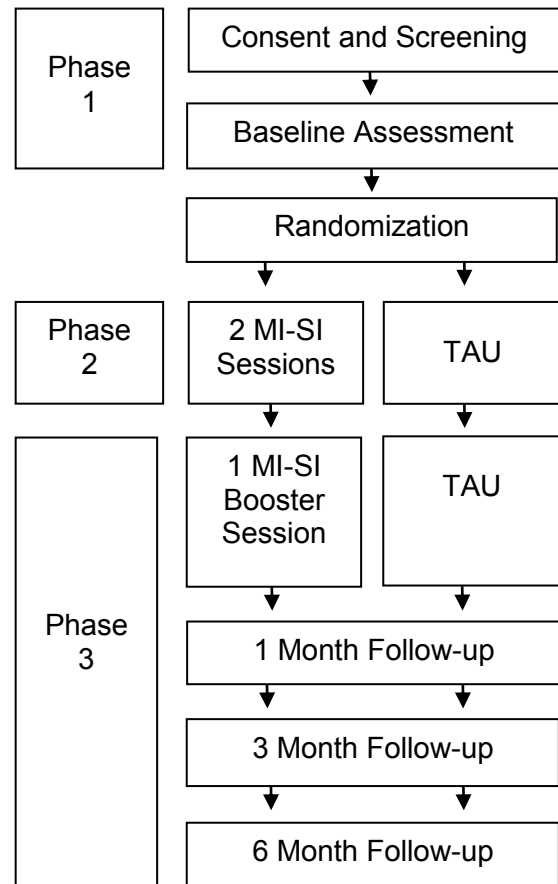 Phase
1
Consent and Screening
Baseline Assessment
Randomization
Phase
2
2 MI-SI
Sessions
TAU
Phase
3
1 MI-SI
Booster
Session
TAU
1 Month Follow-up
3 Month Follow-up
6 Month Follow-up